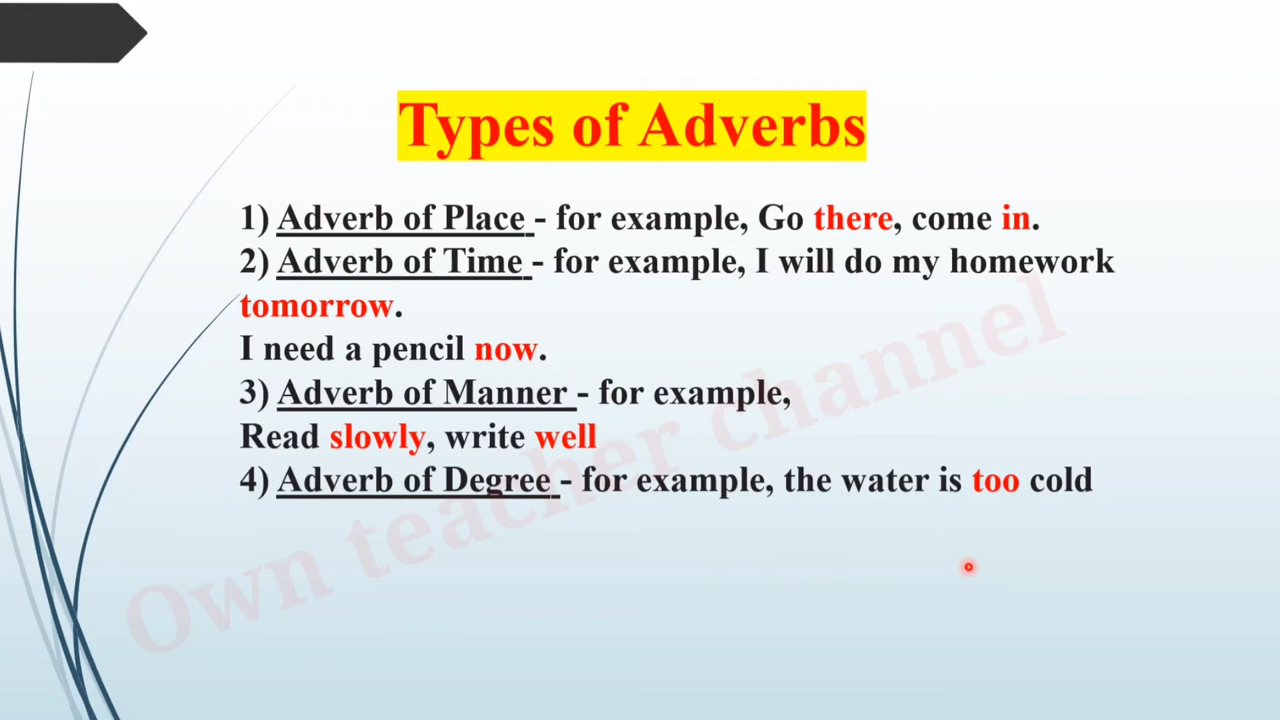 Types of Adverbs
1) Adverb of Place - for example, Go there, come in.
2) Adverb of Time - for example, I will do my homework
tomorrow.
I need a pencil now.
3) Adverb of Manner - for example,
Read slowly, write well
4) Adverb of Degree - for example, the water is too cold
Own teacher channel